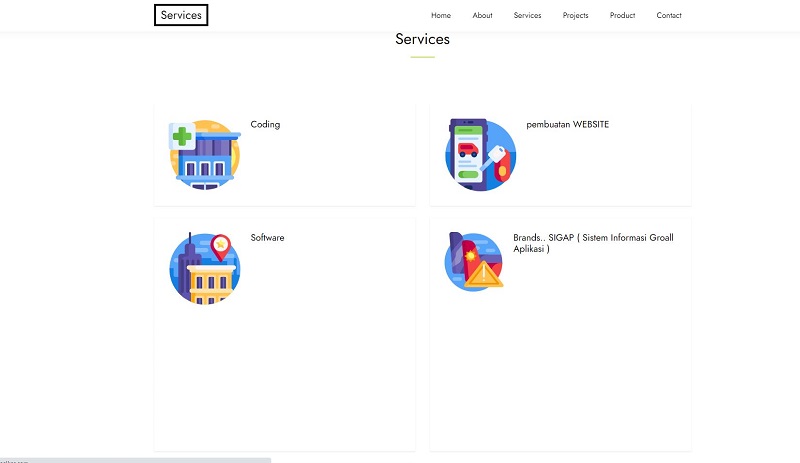 Services
Home
About
Services
Projects
Product
Contact
Services
Coding
pembuatan WEBSITE
Software
Brands.. SIGAP ( Sistem Informasi Groall
Aplikasi )